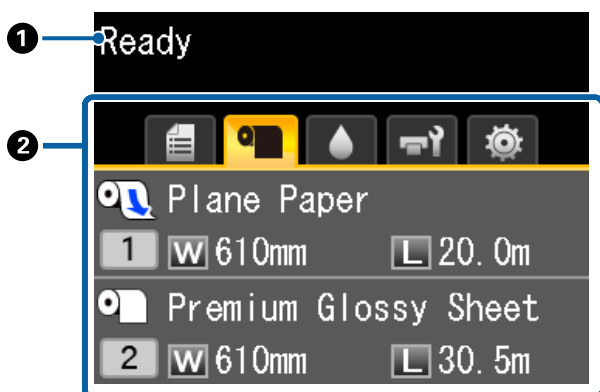 1
Ready
2
Plane Paper
1 W 610mm L 20.0m
Premium Glossy Sheet
2 W 610mm L 30.5m